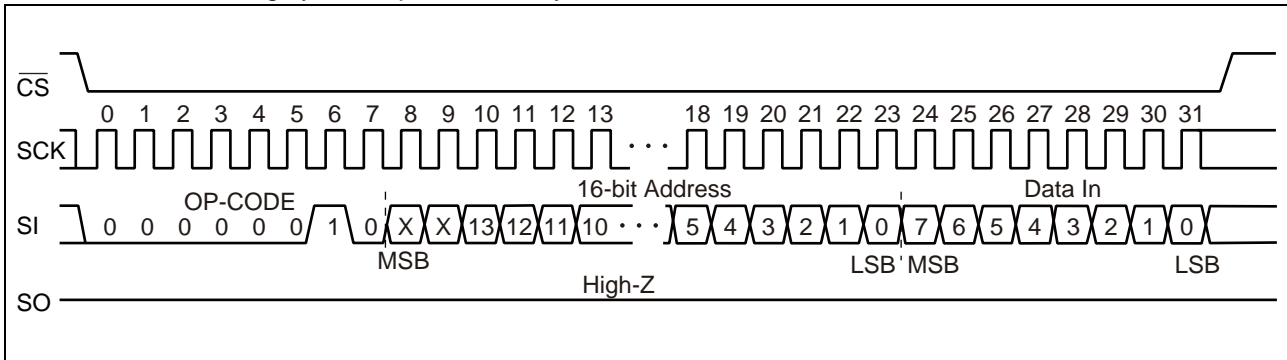 CS
0 1 2 3 4 5 6 7 8 9 10 11 12 13 18 19 20 21 22 23 24 25 26 27 28 29 30 31
SCK
· · ·
OP-CODE 16-bit Address Data In
SI 0 0 0 0 0 0 1 0 X X 13 12 11 10 · · · 5 4 3 2 1 0 7 6 5 4 3 2 1 0
MSB LSB MSB LSB
High-Z
SO